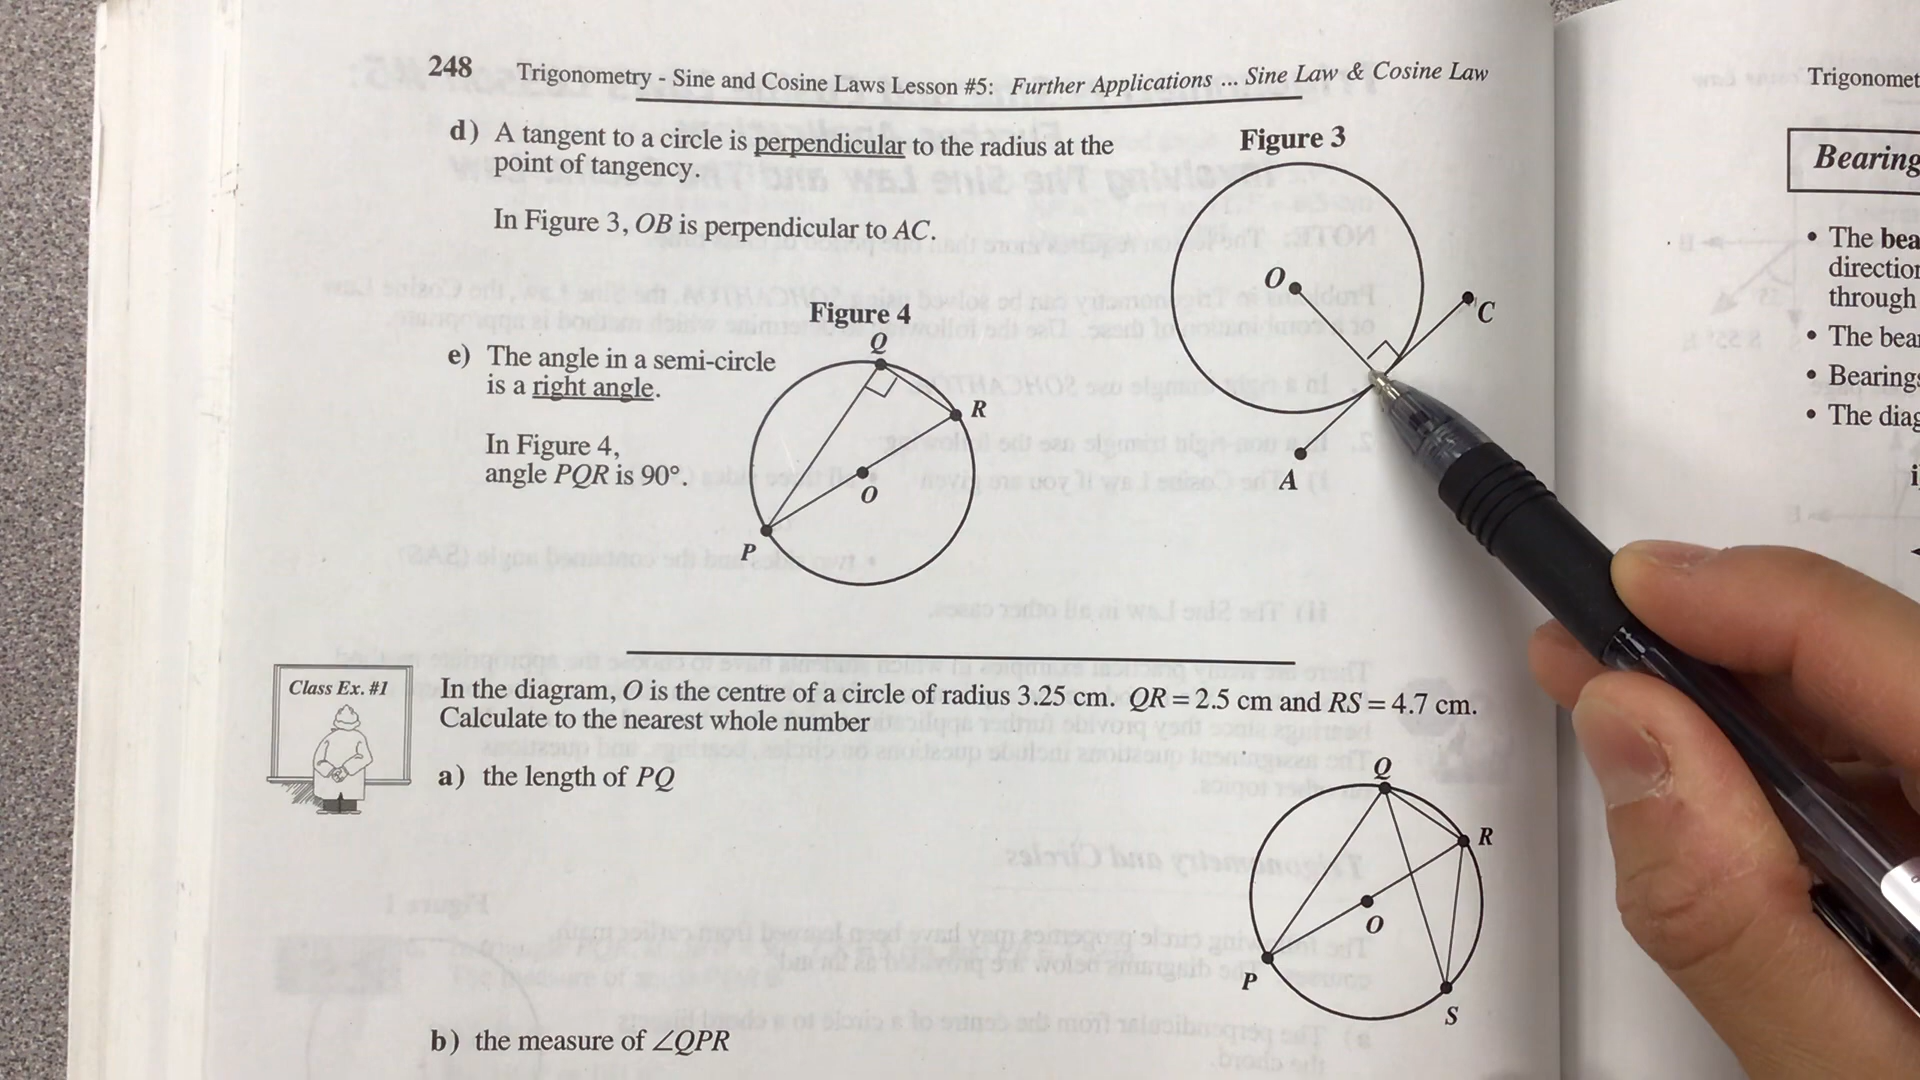 248 Trigonometry - Sine and Cosine Laws Lesson #5: Further Applications ... Sine Law & Cosine Law
d) A tangent to a circle is perpendicular to the radius at the
point of tangency.
In Figure 3, OB is perpendicular to AC.
Figure 3
O
C
A
Figure 4
e) The angle in a semi-circle
is a right angle.
In Figure 4,
angle PQR is 90°.
Q
R
O
P
Class Ex. #1
In the diagram, O is the centre of a circle of radius 3.25 cm. QR = 2.5 cm and RS = 4.7 cm.
Calculate to the nearest whole number
a) the length of PQ
Q
R
O
P
S
b) the measure of ∠QPR
Trigonomet
Bearing
• The bea
direction
through
• The bea
• Bearings
• The diag